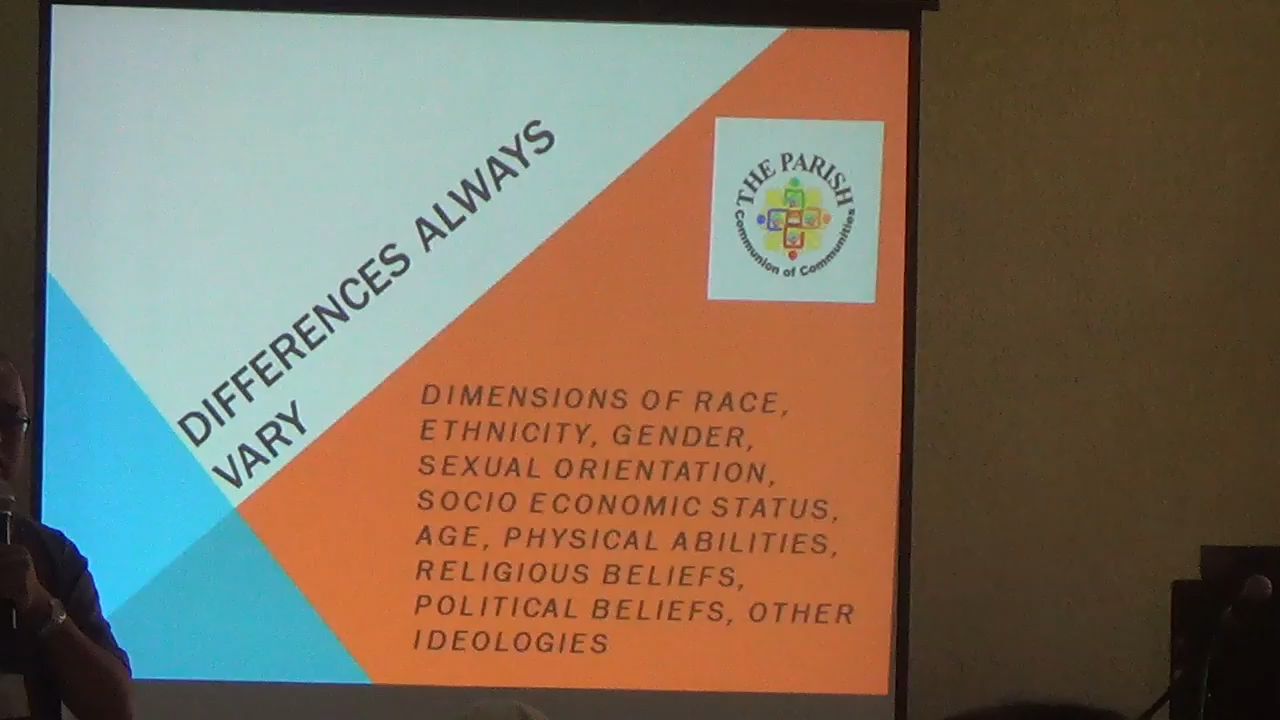 DIFFERENCES ALWAYS
VARY
THE PARISH
Communion of Communities
DIMENSIONS OF RACE,
ETHNICITY, GENDER,
SEXUAL ORIENTATION,
SOCIO ECONOMIC STATUS,
AGE, PHYSICAL ABILITIES,
RELIGIOUS BELIEFS,
POLITICAL BELIEFS, OTHER
IDEOLOGIES